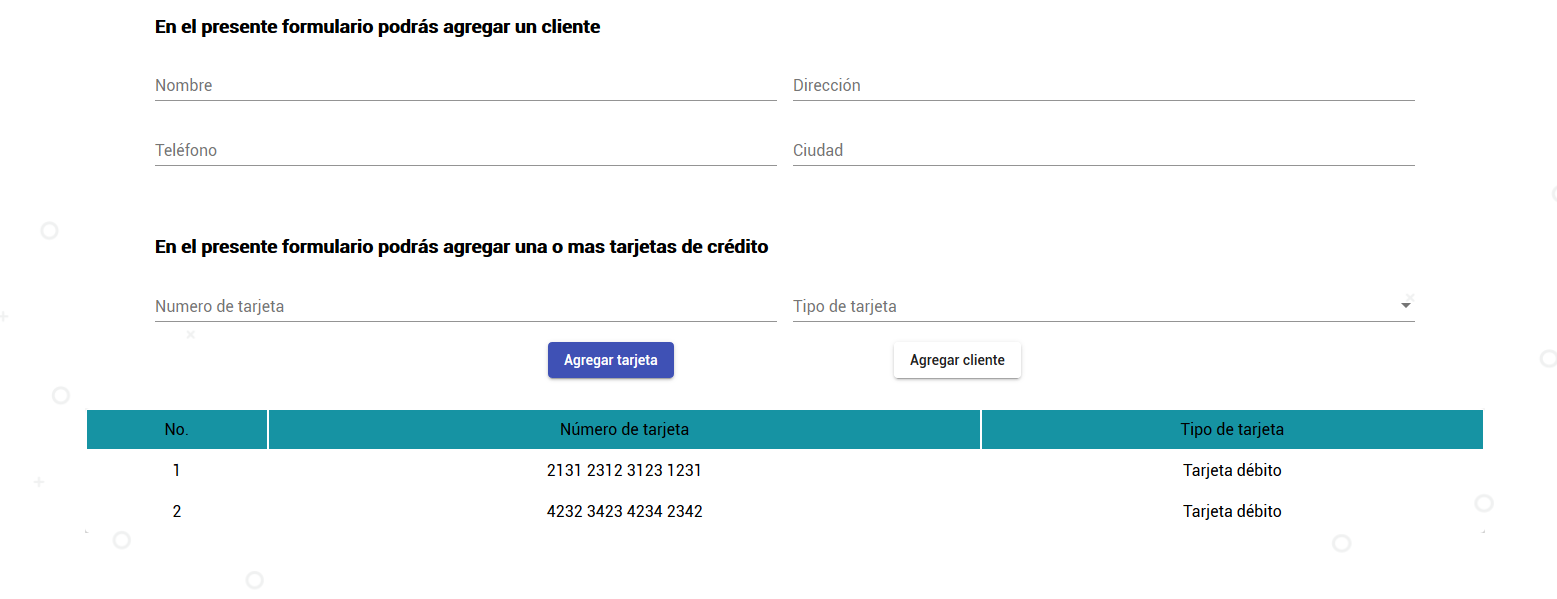 En el presente formulario podrás agregar un cliente
Nombre Dirección
Teléfono Ciudad
En el presente formulario podrás agregar una o mas tarjetas de crédito
Numero de tarjeta Tipo de tarjeta
Agregar tarjeta Agregar cliente
No. Número de tarjeta Tipo de tarjeta
1 2131 2312 3123 1231 Tarjeta débito
2 4232 3423 4234 2342 Tarjeta débito